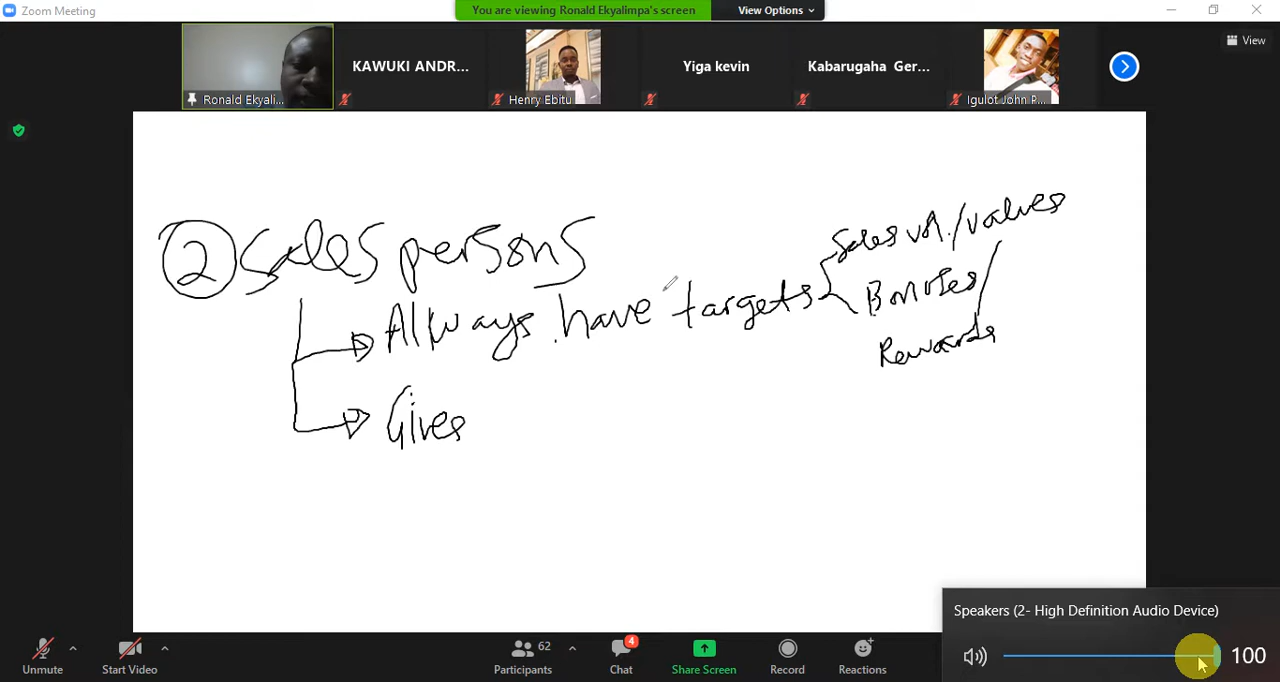 Zoom Meeting
You are viewing Ronald Ekyalimpa's screen
View Options
View
Ronald Ekyali...
KAWUKI ANDR...
Henry Ebitu
Yiga kevin
Kabarugaha Ger...
Igulot John P...
2 Sales persons
Always have targets
Sales vol./values
Bonuses/
Rewards
Gives
Speakers (2- High Definition Audio Device)
100
Unmute
Start Video
62
Participants
4
Chat
Share Screen
Record
Reactions